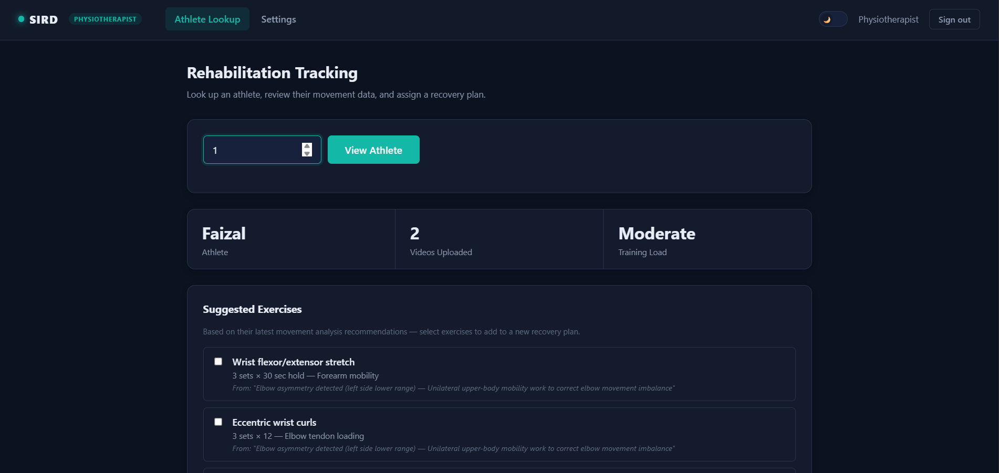 SIRD PHYSIOTHERAPIST Athlete Lookup Settings Physiotherapist Sign out
Rehabilitation Tracking
Look up an athlete, review their movement data, and assign a recovery plan.
1 View Athlete
Faizal 2 Moderate
Athlete Videos Uploaded Training Load
Suggested Exercises
Based on their latest movement analysis recommendations — select exercises to add to a new recovery plan.
Wrist flexor/extensor stretch
3 sets × 30 sec hold — Forearm mobility
From: "Elbow asymmetry detected (left side lower range) — Unilateral upper-body mobility work to correct elbow movement imbalance"
Eccentric wrist curls
3 sets × 12 — Elbow tendon loading
From: "Elbow asymmetry detected (left side lower range) — Unilateral upper-body mobility work to correct elbow movement imbalance"